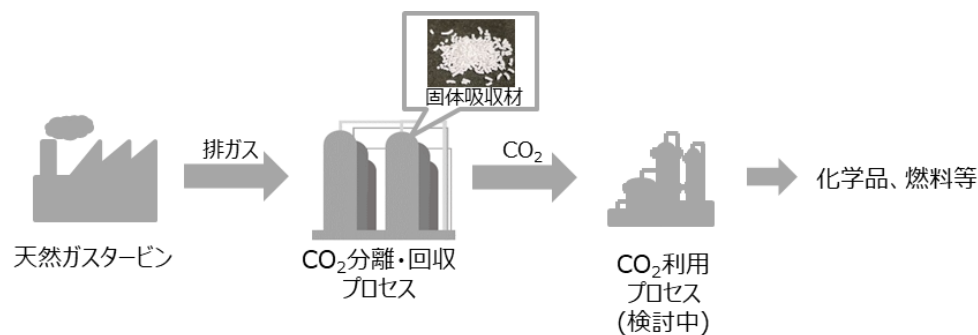 固体吸収材
排ガス
CO₂
化学品、燃料等
天然ガスタービン
CO₂分離・回収
プロセス
CO₂利用
プロセス
(検討中)